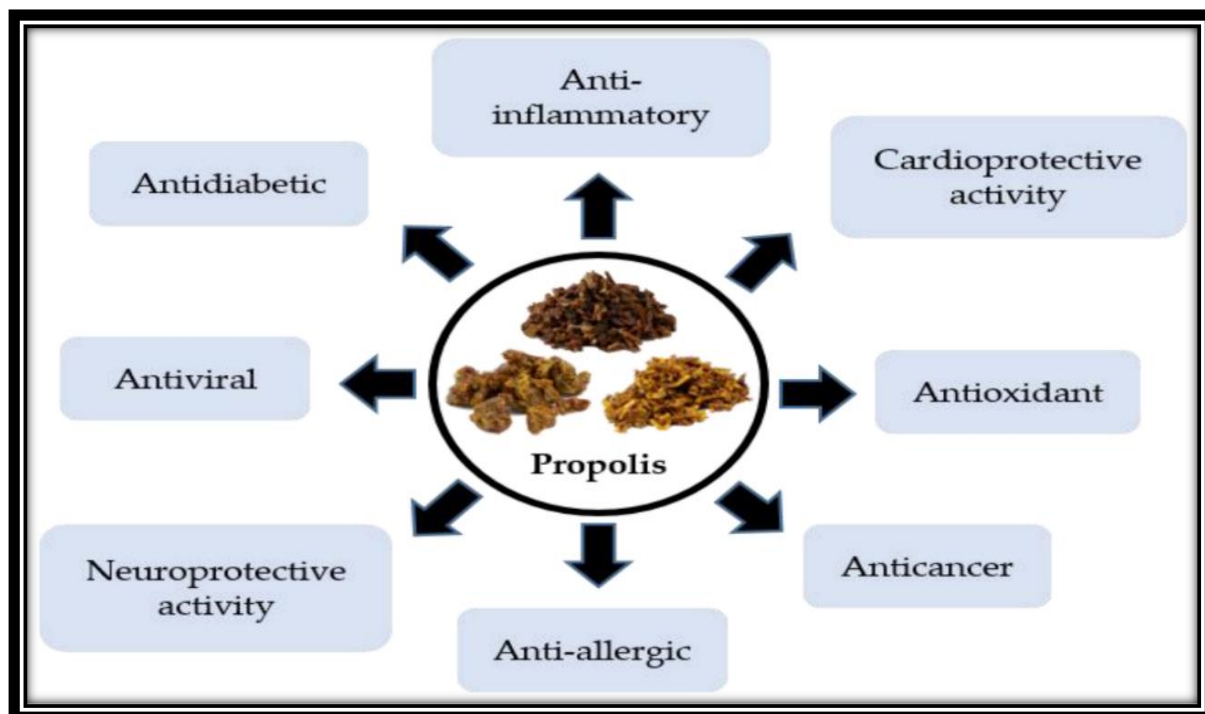 Anti-
inflammatory
Cardioprotective
activity
Antidiabetic
Antiviral
Antioxidant
Propolis
Neuroprotective
activity
Anticancer
Anti-allergic